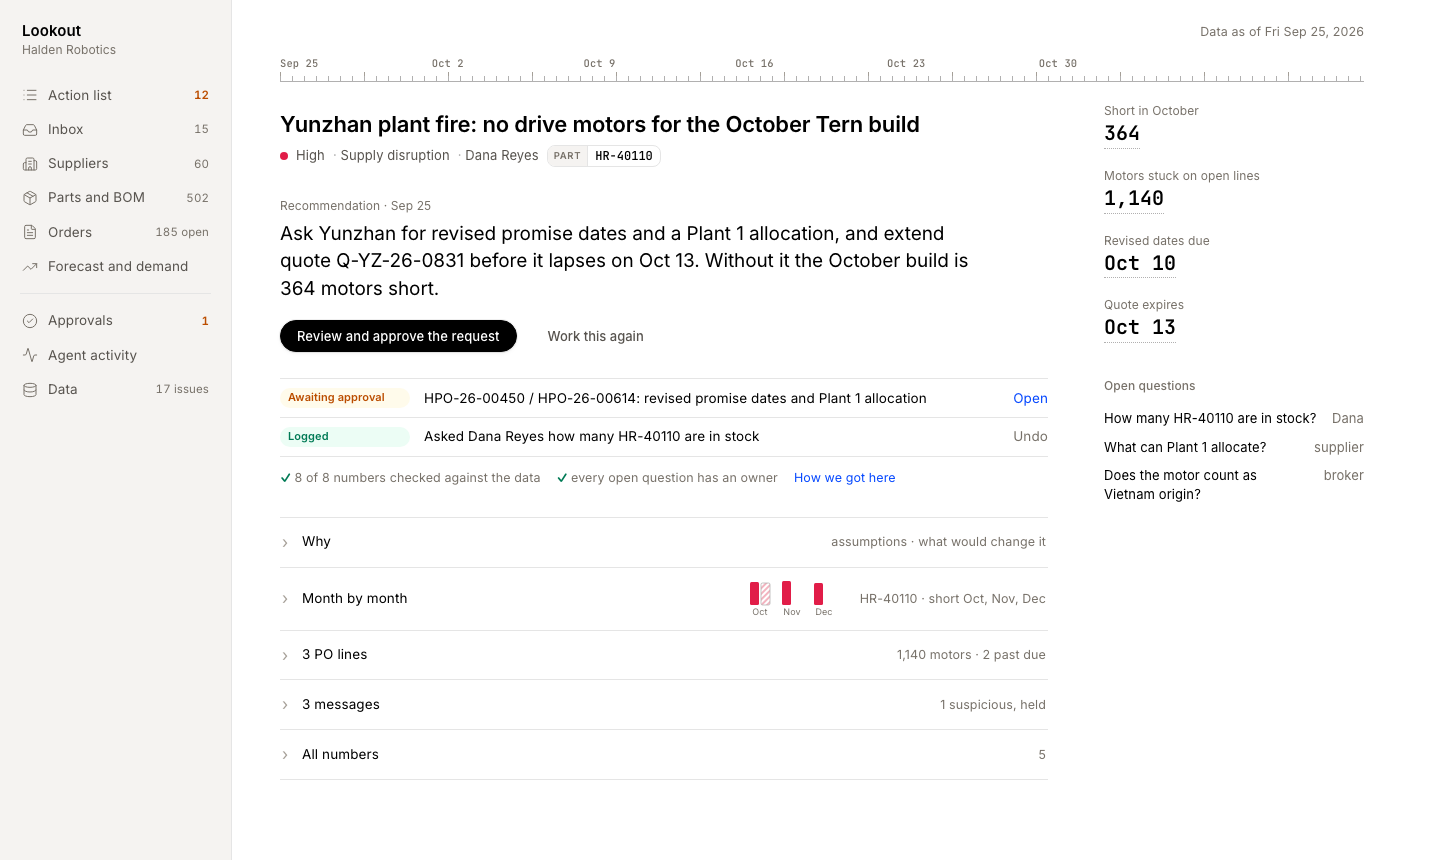 Lookout
Halden Robotics
Action list 12
Inbox 15
Suppliers 60
Parts and BOM 502
Orders 185 open
Forecast and demand
Approvals 1
Agent activity
Data 17 issues
Data as of Fri Sep 25, 2026
Sep 25 Oct 2 Oct 9 Oct 16 Oct 23 Oct 30
Yunzhan plant fire: no drive motors for the October Tern build
High · Supply disruption · Dana Reyes PART HR-40110
Recommendation · Sep 25
Ask Yunzhan for revised promise dates and a Plant 1 allocation, and extend
quote Q-YZ-26-0831 before it lapses on Oct 13. Without it the October build is
364 motors short.
Review and approve the request Work this again
Awaiting approval HPO-26-00450 / HPO-26-00614: revised promise dates and Plant 1 allocation Open
Logged Asked Dana Reyes how many HR-40110 are in stock Undo
8 of 8 numbers checked against the data every open question has an owner How we got here
Why assumptions · what would change it
Month by month Oct Nov Dec HR-40110 · short Oct, Nov, Dec
3 PO lines 1,140 motors · 2 past due
3 messages 1 suspicious, held
All numbers 5
Short in October
364
Motors stuck on open lines
1,140
Revised dates due
Oct 10
Quote expires
Oct 13
Open questions
How many HR-40110 are in stock? Dana
What can Plant 1 allocate? supplier
Does the motor count as broker
Vietnam origin?